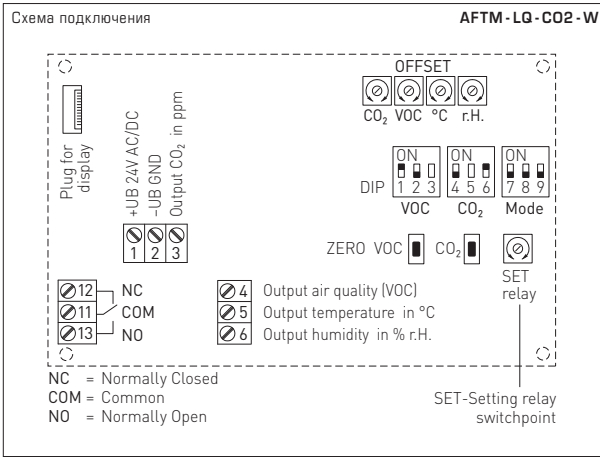 Схема подключения
AFTM-LQ-CO2-W
OFFSET
CO₂ VOC °C r.H.
Plug for
display
+UB 24V AC/DC
-UB GND
Output CO₂ in ppm
1 2 3
ON ON ON
DIP 1 2 3 4 5 6 7 8 9
VOC CO₂ Mode
ZERO VOC CO₂
SET
relay
12 NC
11 COM
13 NO
4 Output air quality (VOC)
5 Output temperature in °C
6 Output humidity in % r.H.
NC = Normally Closed
COM = Common
NO = Normally Open
SET-Setting relay
switchpoint